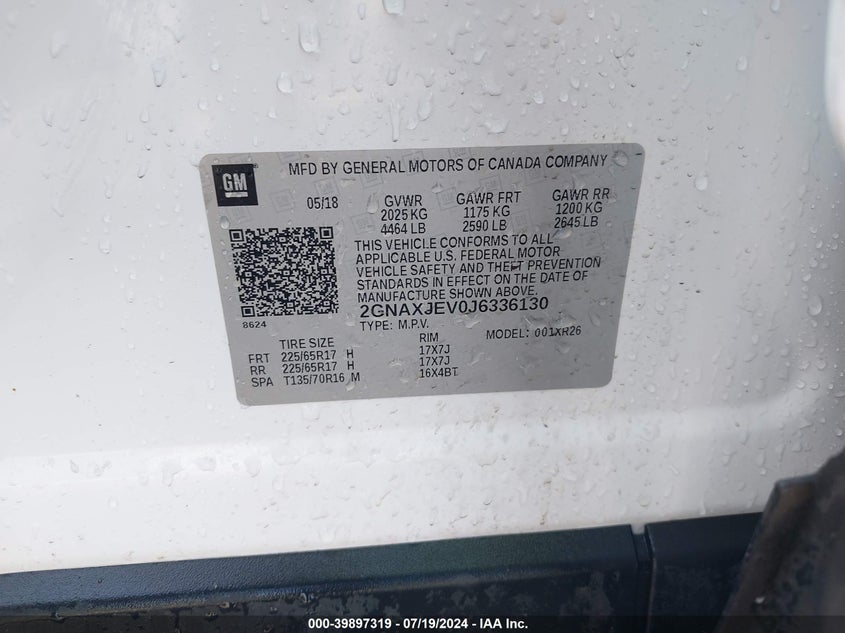 GM
MFD BY GENERAL MOTORS OF CANADA COMPANY
05/18 GVWR GAWR FRT GAWR RR
2025 KG 1175 KG 1200 KG
4464 LB 2590 LB 2645 LB
THIS VEHICLE CONFORMS TO ALL
APPLICABLE U.S. FEDERAL MOTOR
VEHICLE SAFETY AND THEFT PREVENTION
STANDARDS IN EFFECT ON THE DATE OF
MANUFACTURE SHOWN ABOVE.
8624
2GNAXJEV0J6336130
TYPE: M.P.V. MODEL: 001XR26
TIRE SIZE RIM
FRT 225/65R17 H 17X7J
RR 225/65R17 H 17X7J
SPA T135/70R16 M 16X4BT
000-39897319 / 07/19/2024 - IAA Inc.